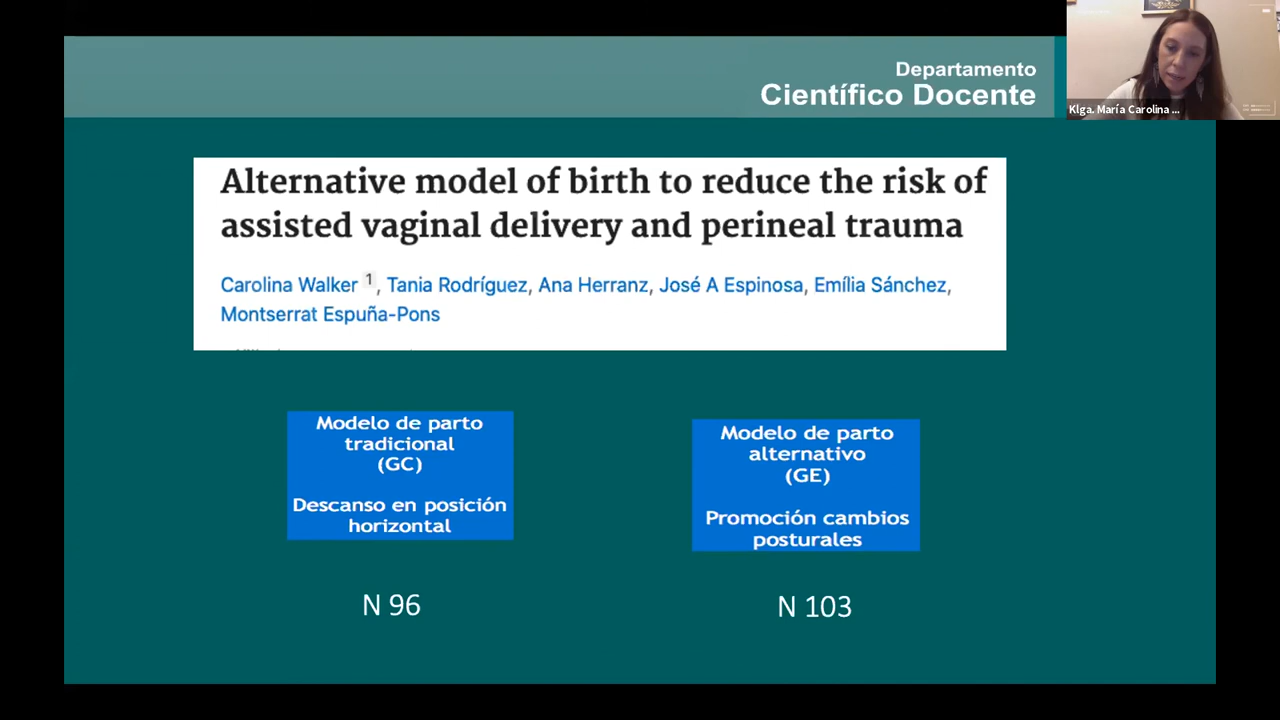 Departamento
Científico Docente
Klga. María Carolina ...
Alternative model of birth to reduce the risk of
assisted vaginal delivery and perineal trauma
Carolina Walker 1, Tania Rodríguez, Ana Herranz, José A Espinosa, Emília Sánchez,
Montserrat Espuña-Pons
Modelo de parto
tradicional
(GC)
Descanso en posición
horizontal
N 96
Modelo de parto
alternativo
(GE)
Promoción cambios
posturales
N 103